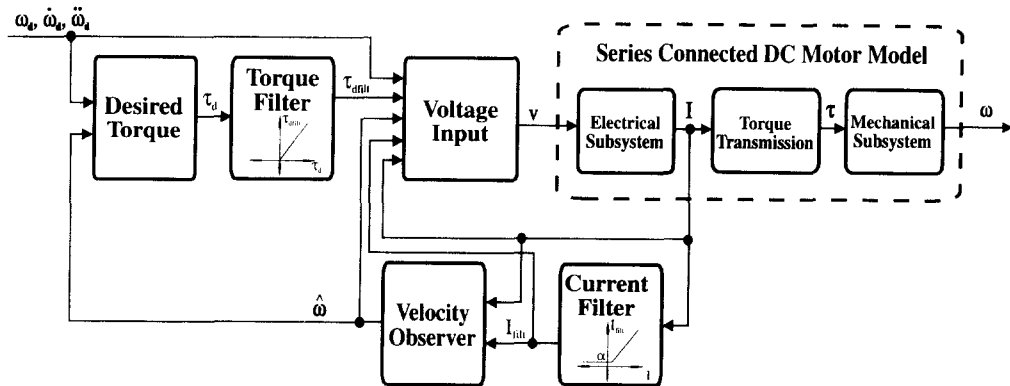 ω_d, ω̇_d, ω̈_d
Series Connected DC Motor Model
Desired
Torque
τ_d
Torque
Filter
τ_dfilt
τ_d
τ_dfilt
Voltage
Input
v
Electrical
Subsystem
I
Torque
Transmission
τ
Mechanical
Subsystem
ω
ω̂
Velocity
Observer
I_filt
Current
Filter
I_filt
α
I